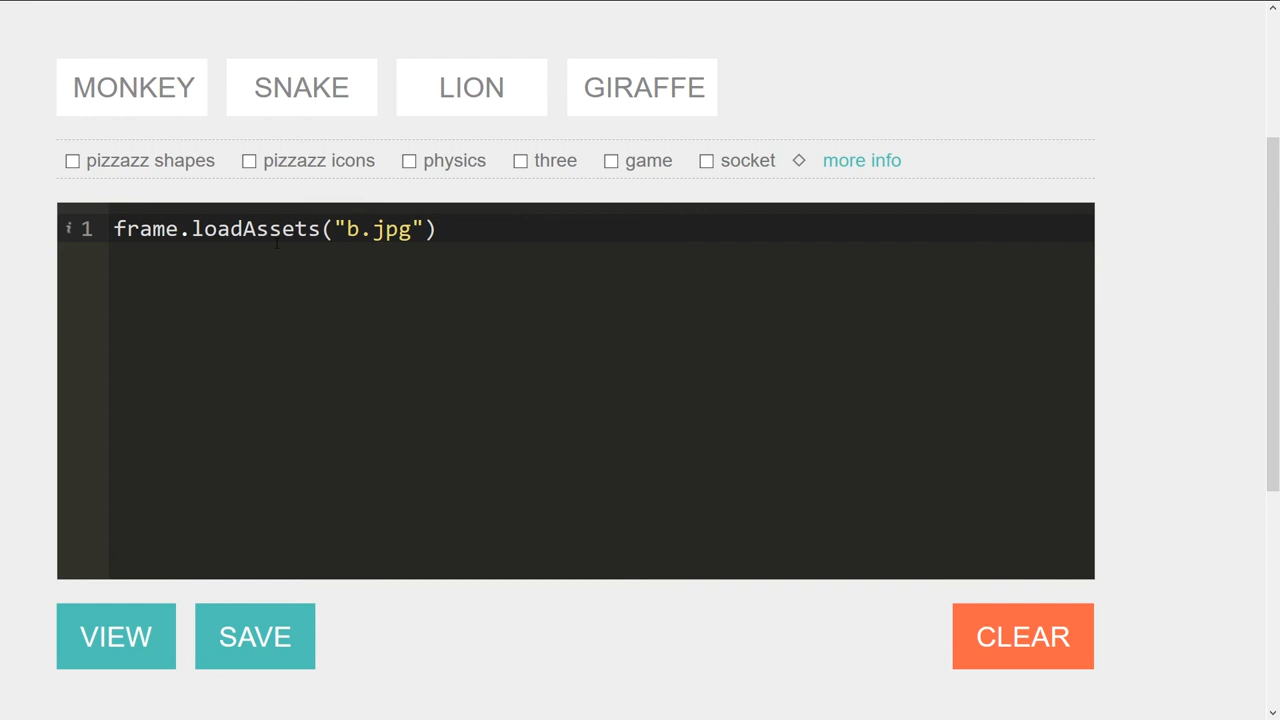 MONKEY SNAKE LION GIRAFFE
pizzazz shapes pizzazz icons physics three game socket more info
i 1 frame.loadAssets("b.jpg")
VIEW SAVE CLEAR